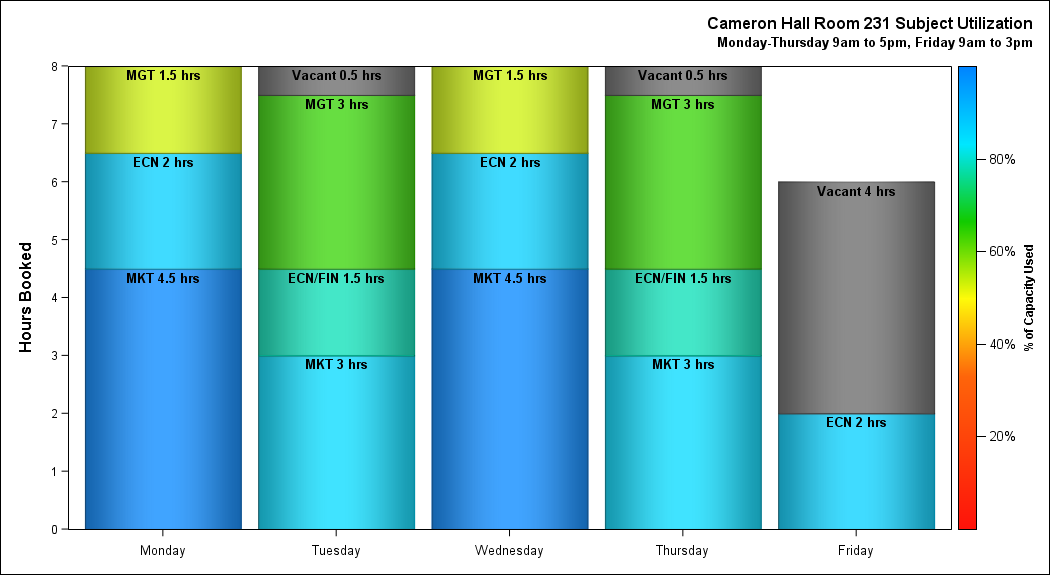 Cameron Hall Room 231 Subject Utilization
Monday-Thursday 9am to 5pm, Friday 9am to 3pm
Hours Booked
8
7
6
5
4
3
2
1
0
MGT 1.5 hrs
ECN 2 hrs
MKT 4.5 hrs
Monday
Vacant 0.5 hrs
MGT 3 hrs
ECN/FIN 1.5 hrs
MKT 3 hrs
Tuesday
MGT 1.5 hrs
ECN 2 hrs
MKT 4.5 hrs
Wednesday
Vacant 0.5 hrs
MGT 3 hrs
ECN/FIN 1.5 hrs
MKT 3 hrs
Thursday
Vacant 4 hrs
ECN 2 hrs
Friday
80%
60%
40%
20%
% of Capacity Used